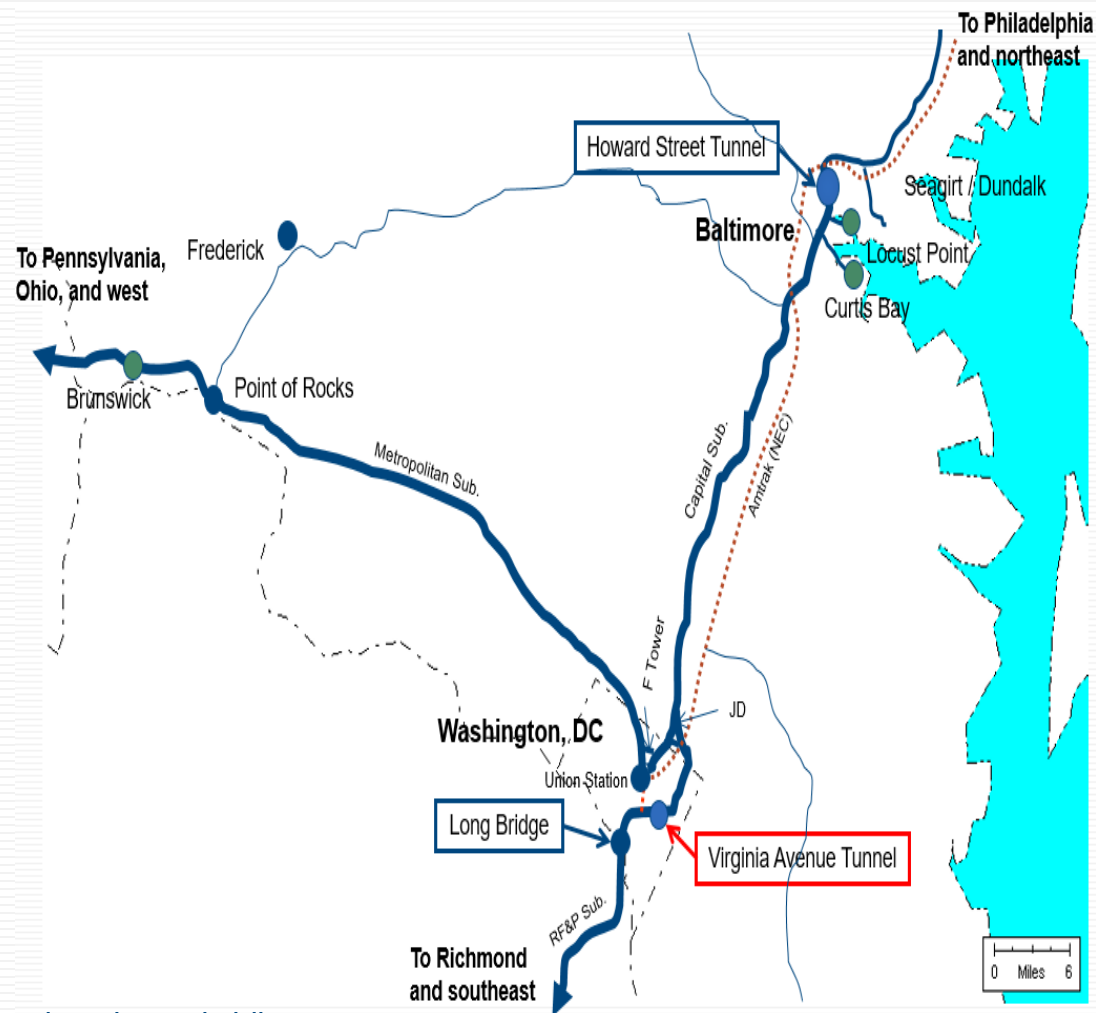 To Philadelphia
and northeast
Howard Street Tunnel
Seagirt / Dundalk
Baltimore
Locust Point
Frederick
To Pennsylvania,
Ohio, and west
Curtis Bay
Brunswick
Point of Rocks
Metropolitan Sub.
Capital Sub.
Amtrak (NEC)
F Tower
JD
Washington, DC
Union Station
Long Bridge
Virginia Avenue Tunnel
RF&P Sub.
To Richmond
and southeast
0 Miles 6